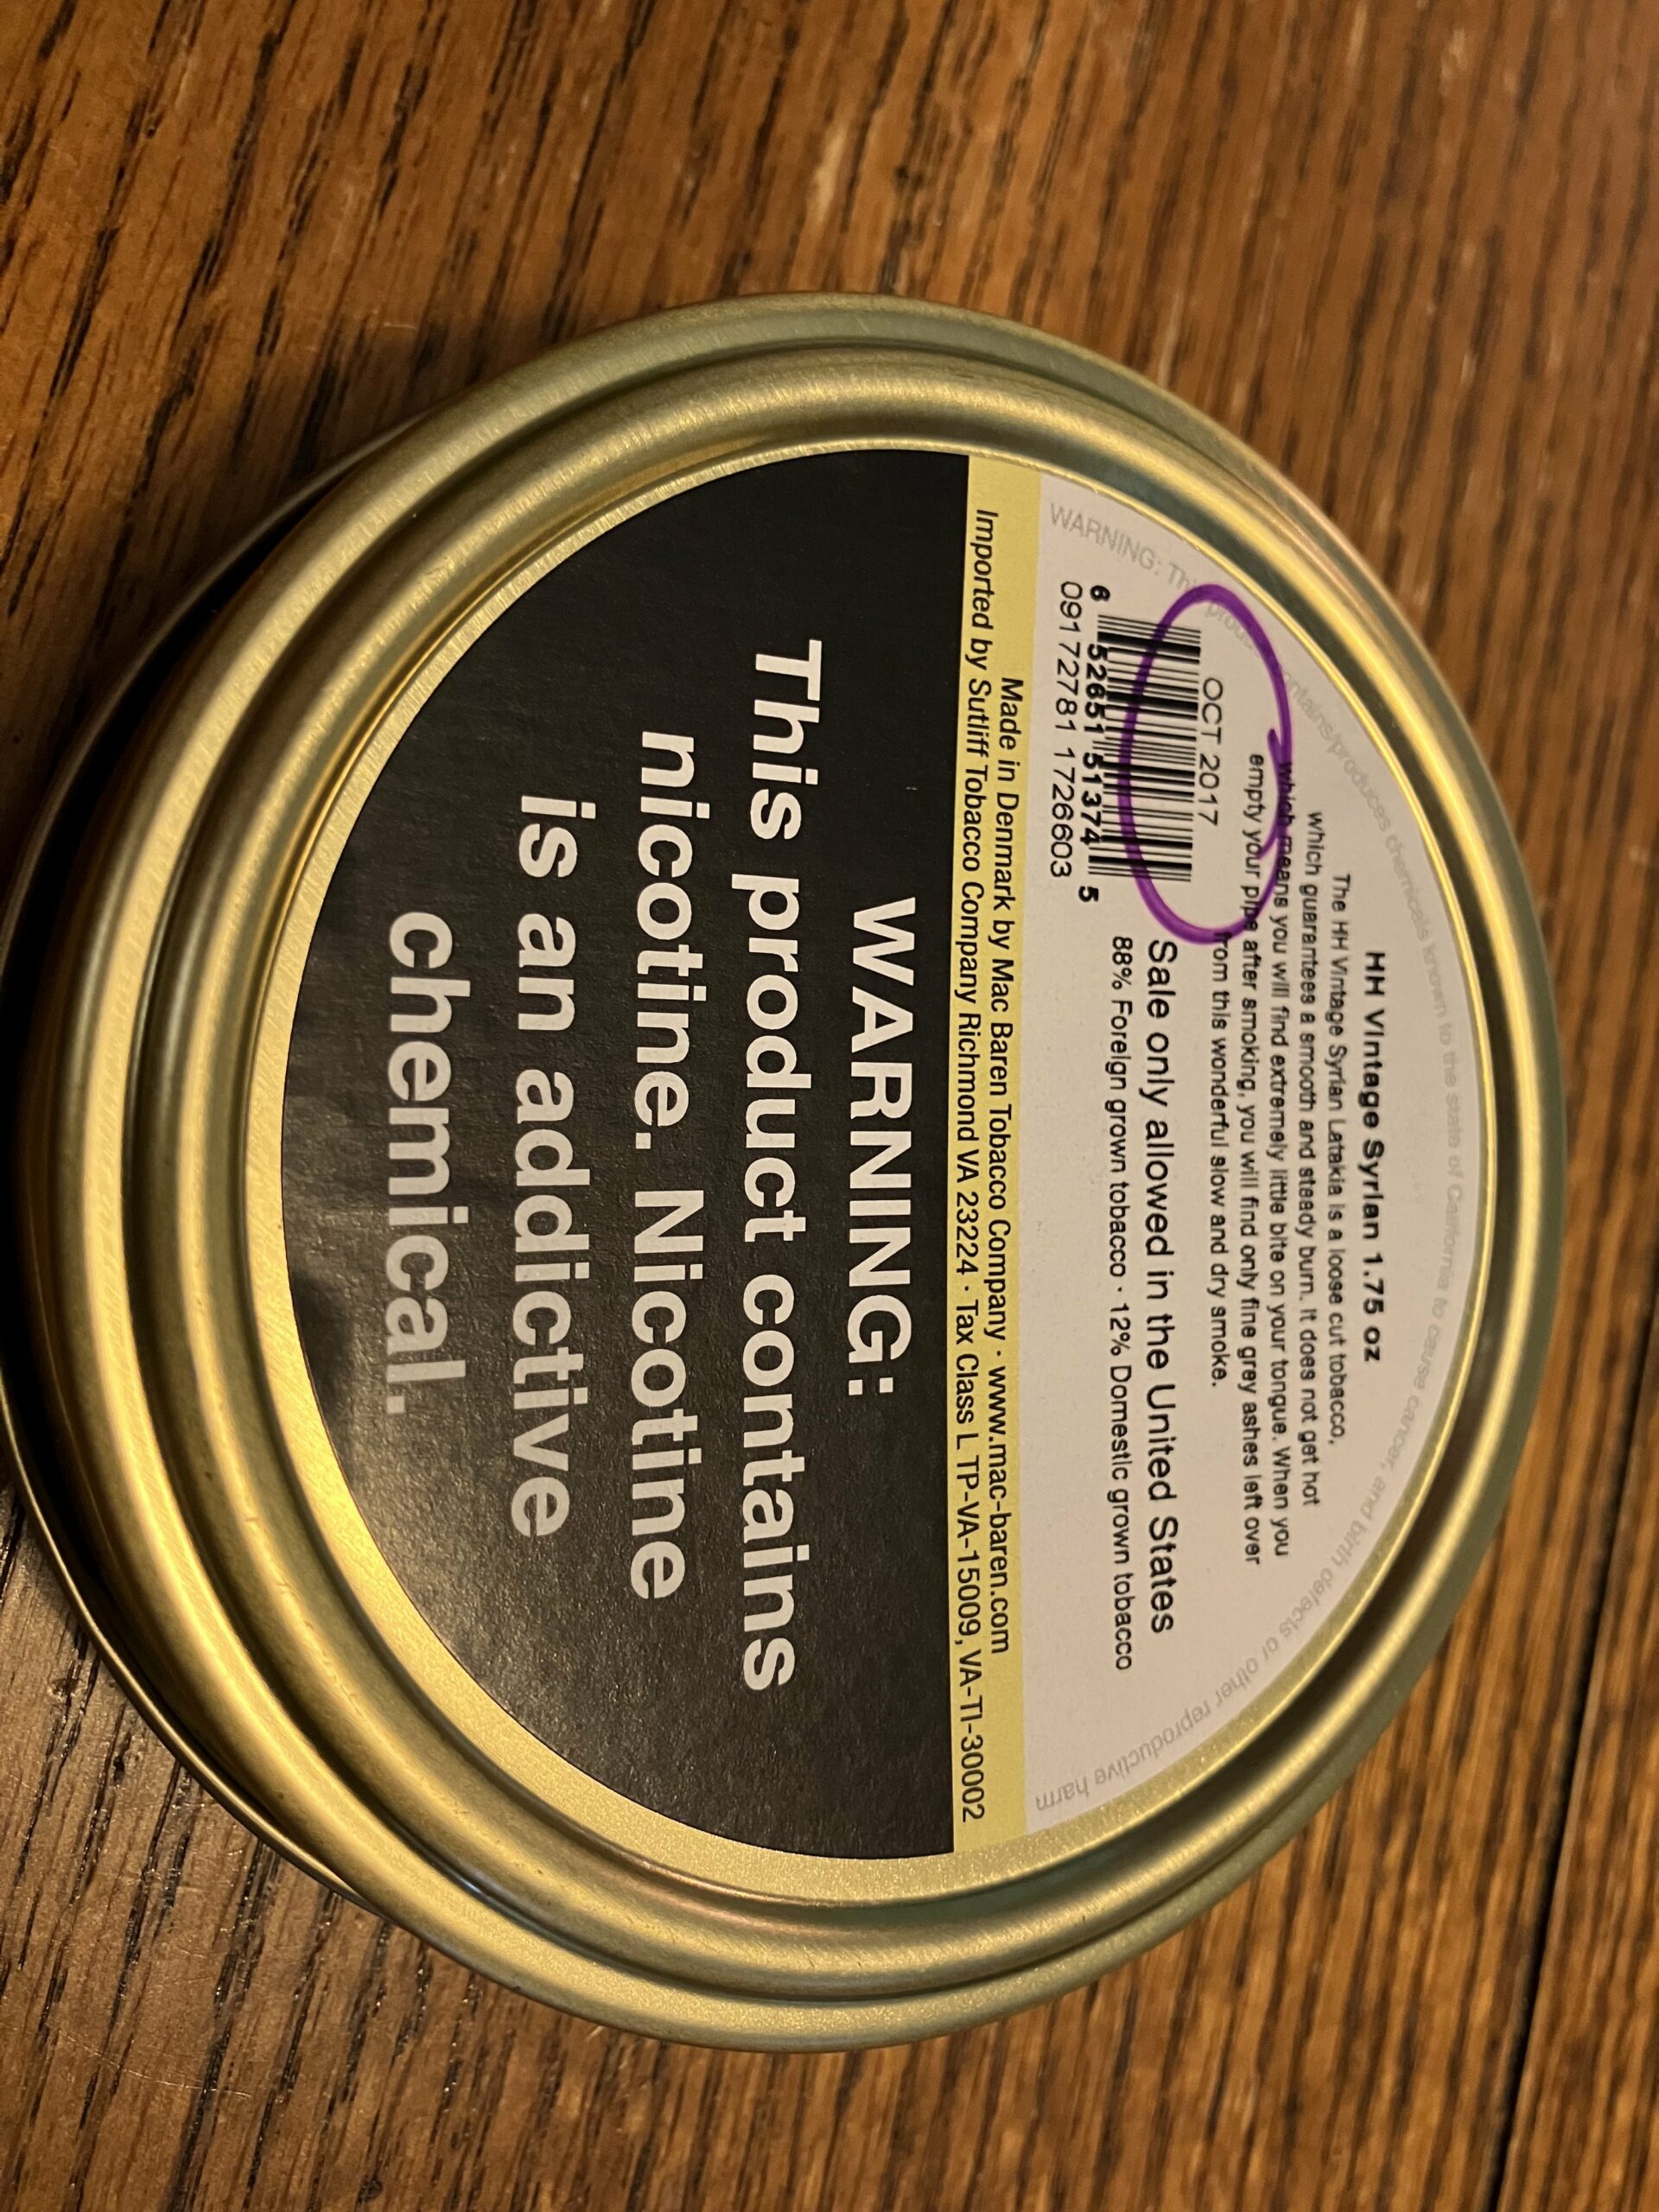 WARNING: This product contains/produces chemicals known to the state of California to cause cancer, and birth defects or other reproductive harm
HH Vintage Syrian 1.75 oz
The HH Vintage Syrian Latakia is a loose cut tobacco,
which guarantees a smooth and steady burn. It does not get hot
which means you will find extremely little bite on your tongue. When you
empty your pipe after smoking, you will find only fine grey ashes left over
from this wonderful slow and dry smoke.
OCT 2017
6 52651 51374 5
091 72781 1726603
Sale only allowed in the United States
88% Foreign grown tobacco · 12% Domestic grown tobacco
Made in Denmark by Mac Baren Tobacco Company · www.mac-baren.com
Imported by Sutliff Tobacco Company Richmond VA 23224 · Tax Class L TP-VA-15009, VA-TI-30002
WARNING:
This product contains
nicotine. Nicotine
is an addictive
chemical.